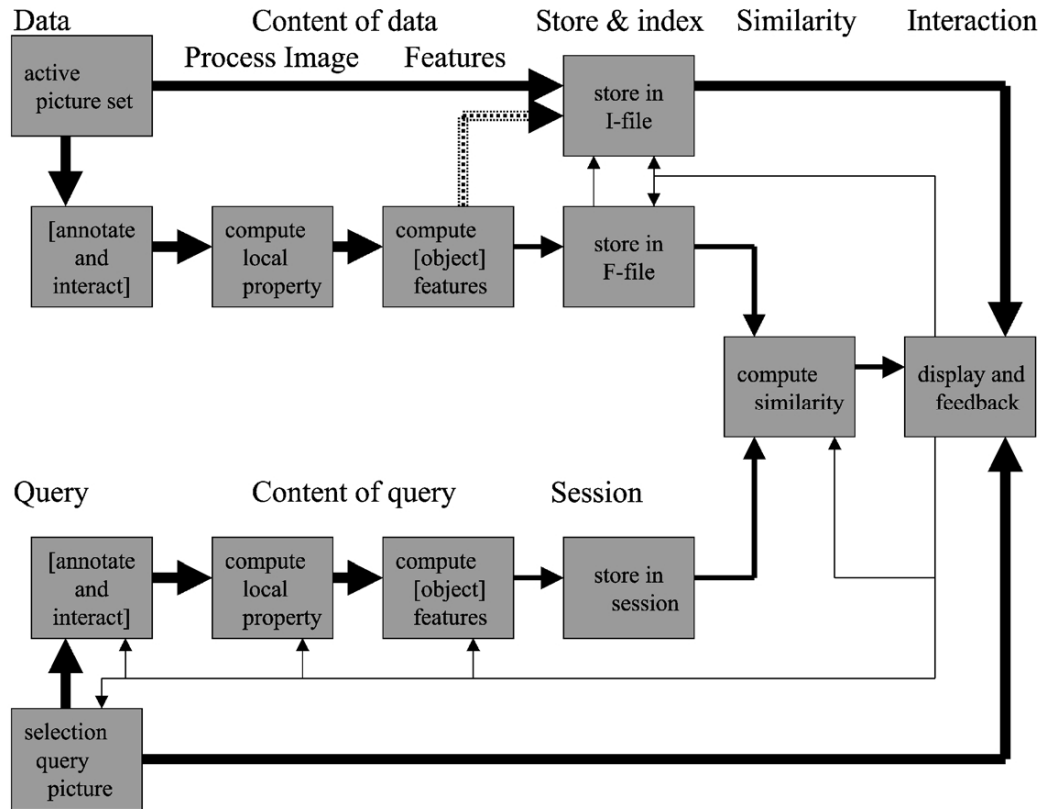 Data
Content of data
Store & index
Similarity
Interaction
Process Image
Features
active
picture set
store in
I-file
[annotate
and
interact]
compute
local
property
compute
[object]
features
store in
F-file
compute
similarity
display and
feedback
Query
Content of query
Session
[annotate
and
interact]
compute
local
property
compute
[object]
features
store in
session
selection
query
picture